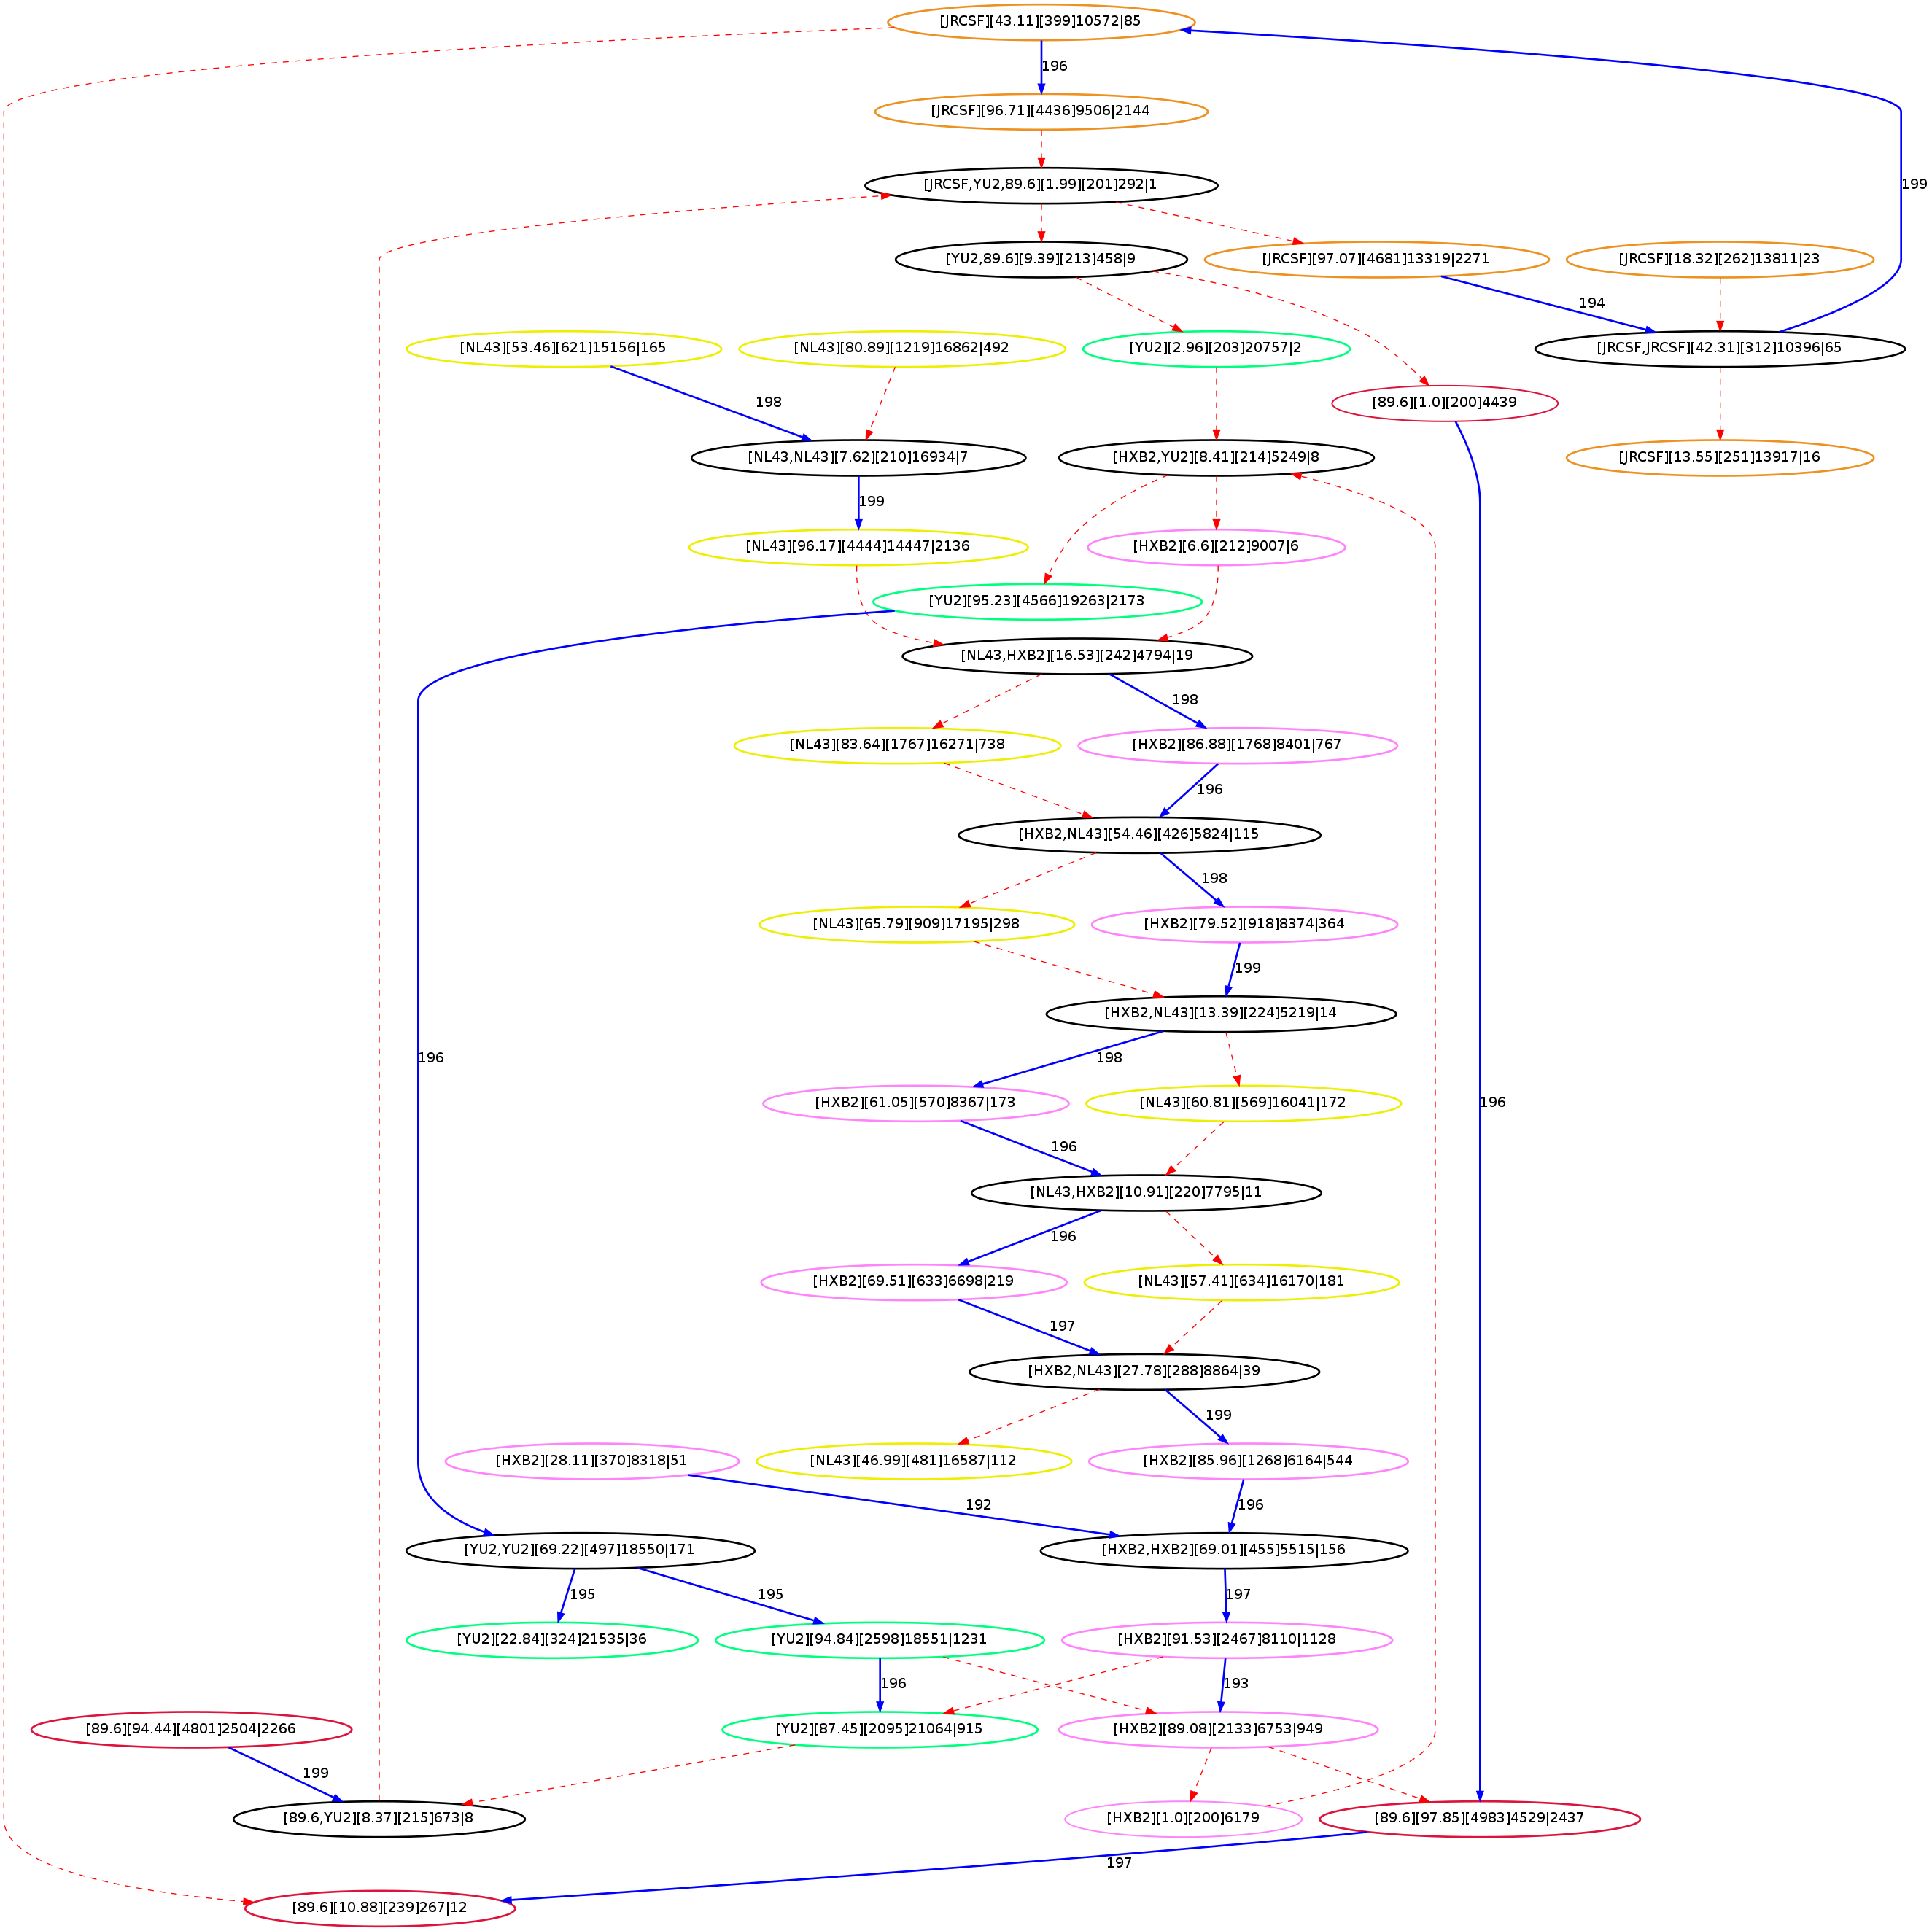 [JRCSF][43.11][399]10572|85
196
[JRCSF][96.71][4436]9506|2144
[JRCSF,YU2,89.6][1.99][201]292|1
199
[YU2,89.6][9.39][213]458|9
[JRCSF][97.07][4681]13319|2271
[JRCSF][18.32][262]13811|23
194
[NL43][53.46][621]15156|165
[NL43][80.89][1219]16862|492
[YU2][2.96][203]20757|2
[JRCSF,JRCSF][42.31][312]10396|65
198
[89.6][1.0][200]4439
[NL43,NL43][7.62][210]16934|7
[HXB2,YU2][8.41][214]5249|8
[JRCSF][13.55][251]13917|16
199
[NL43][96.17][4444]14447|2136
[HXB2][6.6][212]9007|6
[YU2][95.23][4566]19263|2173
[NL43,HXB2][16.53][242]4794|19
198
[NL43][83.64][1767]16271|738
[HXB2][86.88][1768]8401|767
196
[HXB2,NL43][54.46][426]5824|115
198
[NL43][65.79][909]17195|298
[HXB2][79.52][918]8374|364
199
[HXB2,NL43][13.39][224]5219|14
196
198
[HXB2][61.05][570]8367|173
[NL43][60.81][569]16041|172
196
196
[NL43,HXB2][10.91][220]7795|11
196
[HXB2][69.51][633]6698|219
[NL43][57.41][634]16170|181
197
[HXB2,NL43][27.78][288]8864|39
199
[HXB2][28.11][370]8318|51
[NL43][46.99][481]16587|112
[HXB2][85.96][1268]6164|544
192
196
[YU2,YU2][69.22][497]18550|171
[HXB2,HXB2][69.01][455]5515|156
195
195
197
[YU2][22.84][324]21535|36
[YU2][94.84][2598]18551|1231
[HXB2][91.53][2467]8110|1128
196
193
[89.6][94.44][4801]2504|2266
[YU2][87.45][2095]21064|915
[HXB2][89.08][2133]6753|949
199
[89.6,YU2][8.37][215]673|8
[HXB2][1.0][200]6179
[89.6][97.85][4983]4529|2437
197
[89.6][10.88][239]267|12